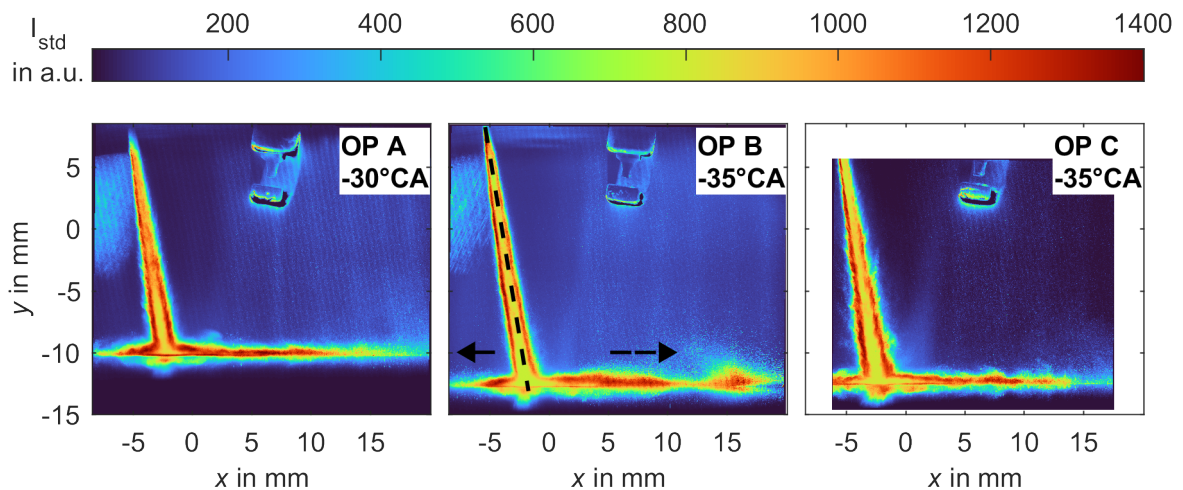 I_std
in a.u.
200 400 600 800 1000 1200 1400
OP A
-30°CA
OP B
-35°CA
OP C
-35°CA
y in mm
5
0
-5
-10
-15
-5 0 5 10 15
-5 0 5 10 15
-5 0 5 10 15
x in mm
x in mm
x in mm